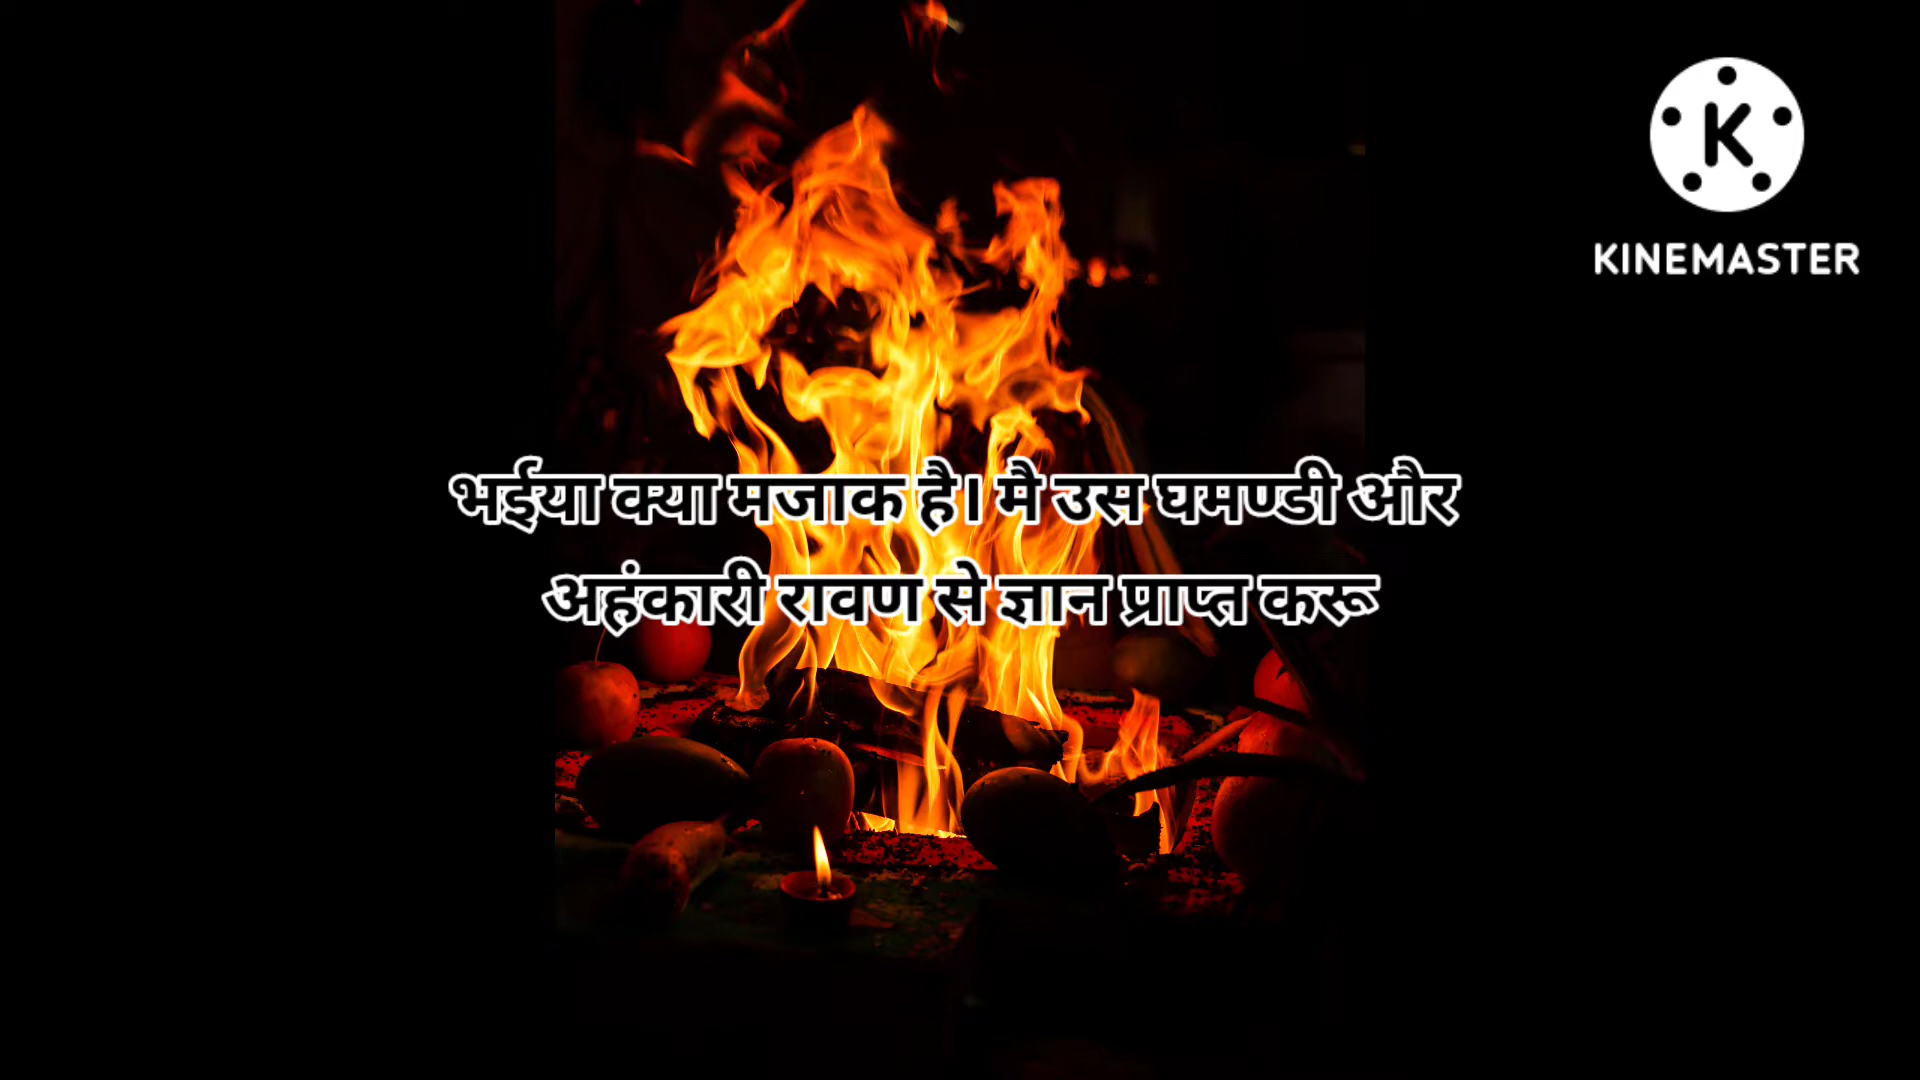 K
KINEMASTER
भईया क्या मजाक है। मै उस घमण्डी और
अहंकारी रावण से ज्ञान प्राप्त करू